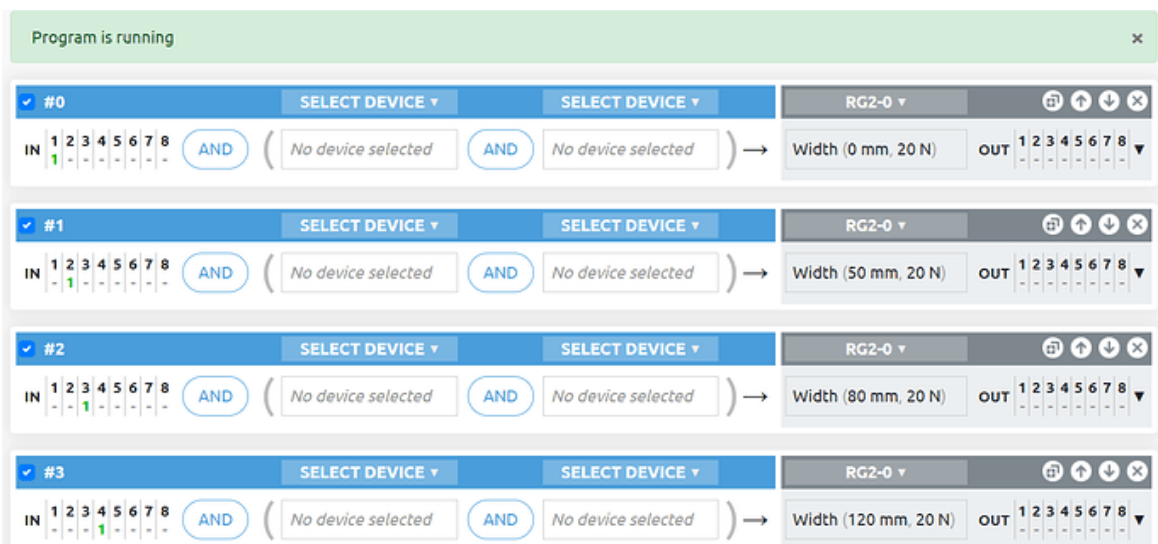 Program is running ×
#0 SELECT DEVICE ▾ SELECT DEVICE ▾ RG2-0 ▾
1 2 3 4 5 6 7 8
IN 1 - - - - - - - AND ( No device selected AND No device selected ) → Width (0 mm, 20 N) OUT 1 2 3 4 5 6 7 8 ▼
- - - - - - - -
#1 SELECT DEVICE ▾ SELECT DEVICE ▾ RG2-0 ▾
1 2 3 4 5 6 7 8
IN - 1 - - - - - - AND ( No device selected AND No device selected ) → Width (50 mm, 20 N) OUT 1 2 3 4 5 6 7 8 ▼
- - - - - - - -
#2 SELECT DEVICE ▾ SELECT DEVICE ▾ RG2-0 ▾
1 2 3 4 5 6 7 8
IN - - 1 - - - - - AND ( No device selected AND No device selected ) → Width (80 mm, 20 N) OUT 1 2 3 4 5 6 7 8 ▼
- - - - - - - -
#3 SELECT DEVICE ▾ SELECT DEVICE ▾ RG2-0 ▾
1 2 3 4 5 6 7 8
IN - - - 1 - - - - AND ( No device selected AND No device selected ) → Width (120 mm, 20 N) OUT 1 2 3 4 5 6 7 8 ▼
- - - - - - - -